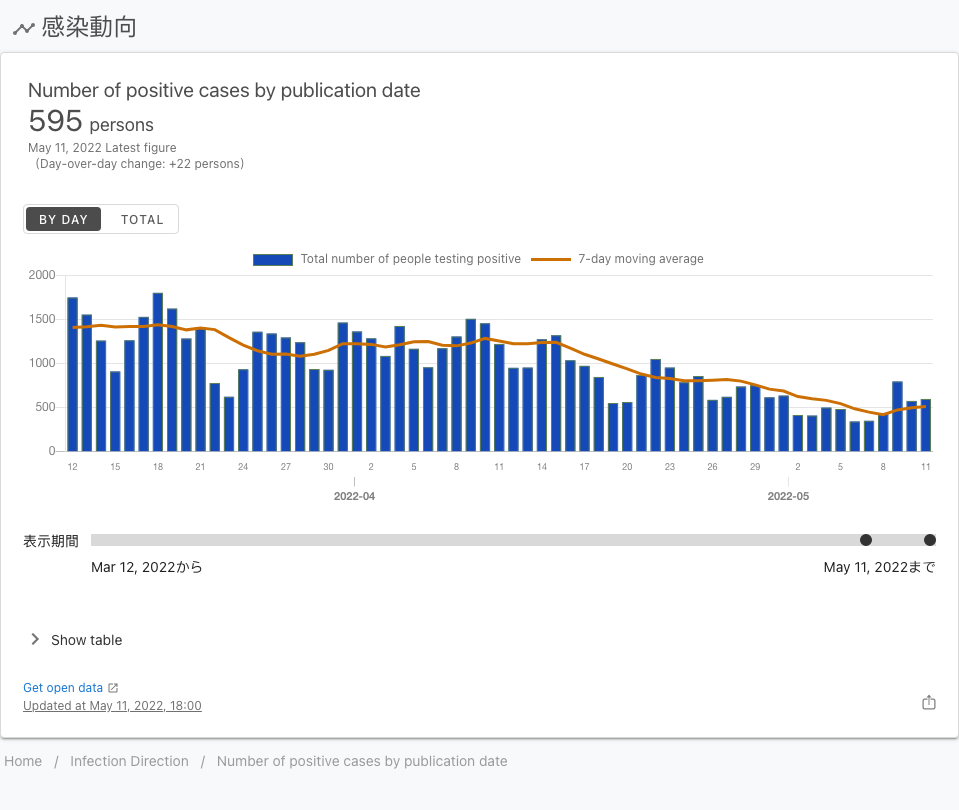 感染動向
Number of positive cases by publication date
595 persons
May 11, 2022 Latest figure
(Day-over-day change: +22 persons)
BY DAY TOTAL
Total number of people testing positive 7-day moving average
2000
1500
1000
500
0
12 15 18 21 24 27 30 2 5 8 11 14 17 20 23 26 29 2 5 8 11
2022-04 2022-05
表示期間
Mar 12, 2022から May 11, 2022まで
Show table
Get open data
Updated at May 11, 2022, 18:00
Home / Infection Direction / Number of positive cases by publication date